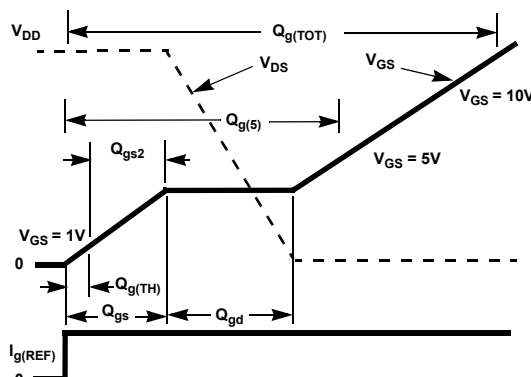 V_DD
Q_g(TOT)
V_DS
V_GS
V_GS = 10V
Q_g(5)
Q_gs2
V_GS = 5V
V_GS = 1V
0
Q_g(TH)
Q_gs
Q_gd
I_g(REF)
0